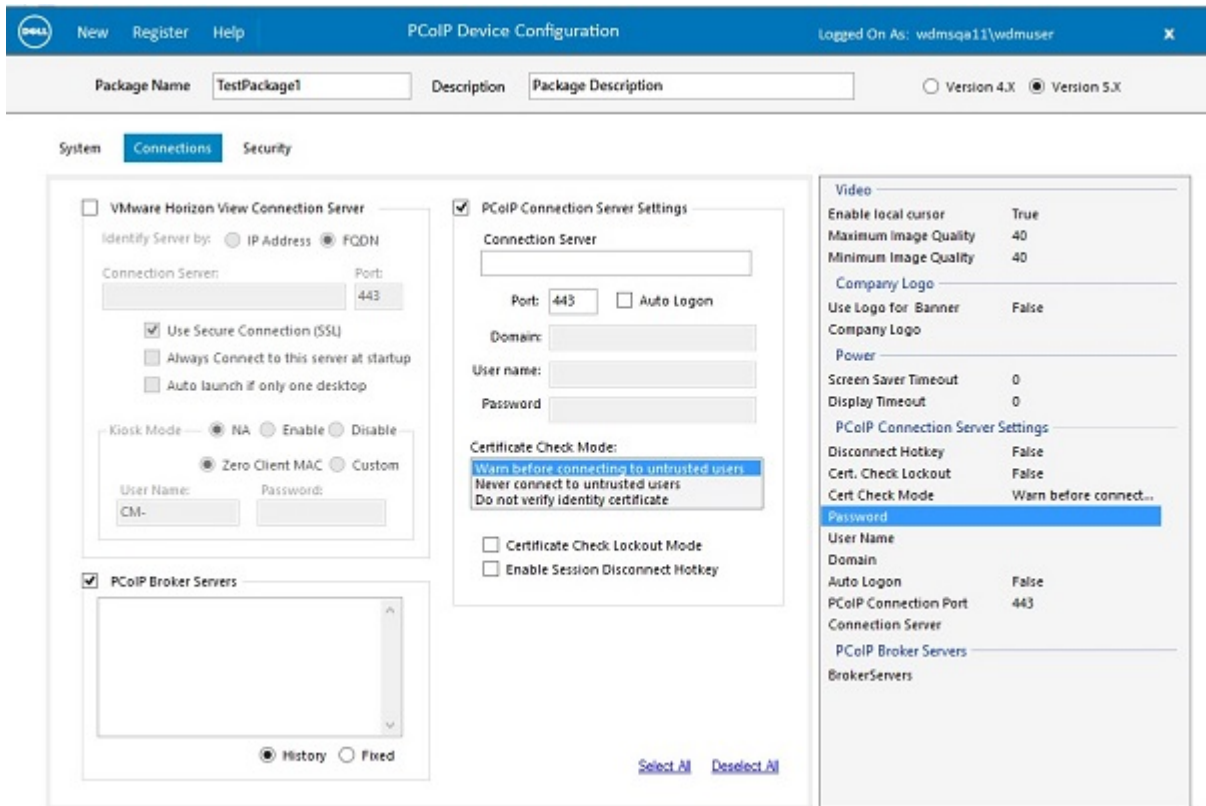 DELL New Register Help PCoIP Device Configuration Logged On As: wdmsqa11\wdmuser x
Package Name TestPackage1 Description Package Description Version 4.X Version 5.X
System Connections Security
VMware Horizon View Connection Server
Identify Server by: IP Address FQDN
Connection Server: Port:
443
Use Secure Connection (SSL)
Always Connect to this server at startup
Auto launch if only one desktop
Kiosk Mode NA Enable Disable
Zero Client MAC Custom
User Name: Password:
CM-
PCoIP Broker Servers
History Fixed
PCoIP Connection Server Settings
Connection Server
Port: 443 Auto Logon
Domain:
User name:
Password
Certificate Check Mode:
Warn before connecting to untrusted users
Never connect to untrusted users
Do not verify identity certificate
Certificate Check Lockout Mode
Enable Session Disconnect Hotkey
Select All Deselect All
Video
Enable local cursor True
Maximum Image Quality 40
Minimum Image Quality 40
Company Logo
Use Logo for Banner False
Company Logo
Power
Screen Saver Timeout 0
Display Timeout 0
PCoIP Connection Server Settings
Disconnect Hotkey False
Cert. Check Lockout False
Cert Check Mode Warn before connect...
Password
User Name
Domain
Auto Logon False
PCoIP Connection Port 443
Connection Server
PCoIP Broker Servers
BrokerServers